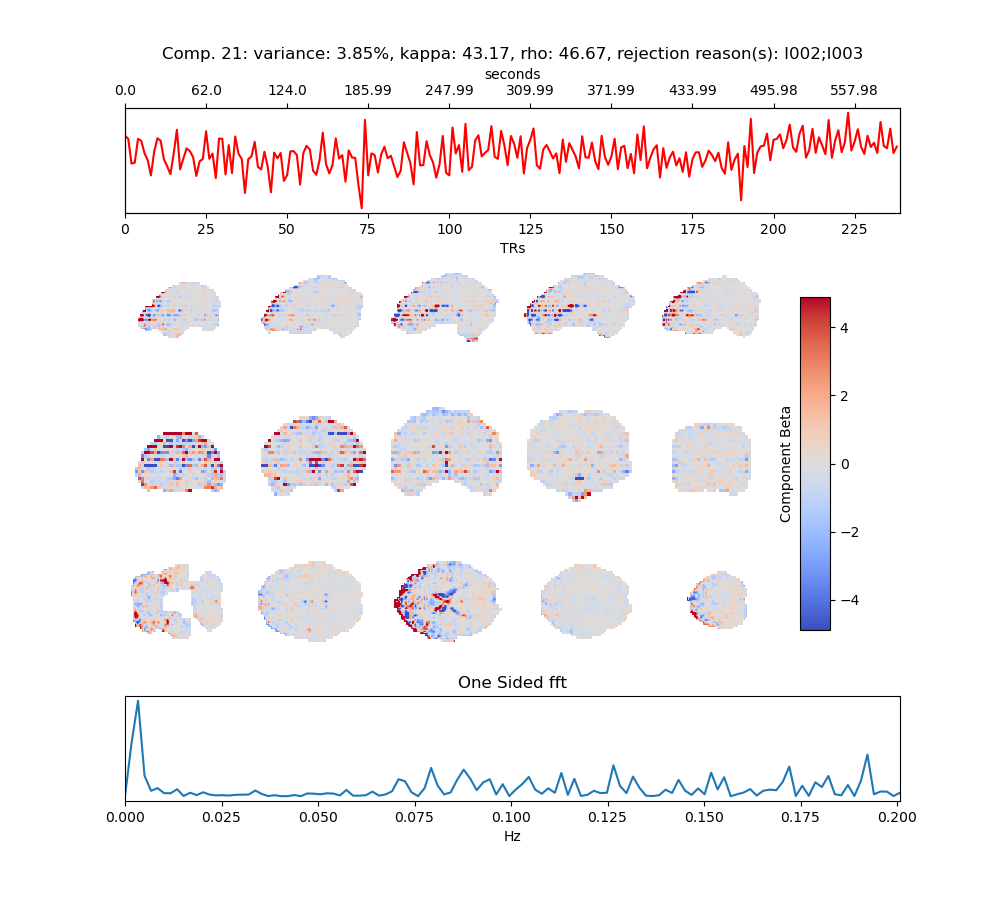 Comp. 21: variance: 3.85%, kappa: 43.17, rho: 46.67, rejection reason(s): I002;I003
seconds
0.0 62.0 124.0 185.99 247.99 309.99 371.99 433.99 495.98 557.98
0 25 50 75 100 125 150 175 200 225
TRs
4
2
0
−2
−4
Component Beta
One Sided fft
0.000 0.025 0.050 0.075 0.100 0.125 0.150 0.175 0.200
Hz